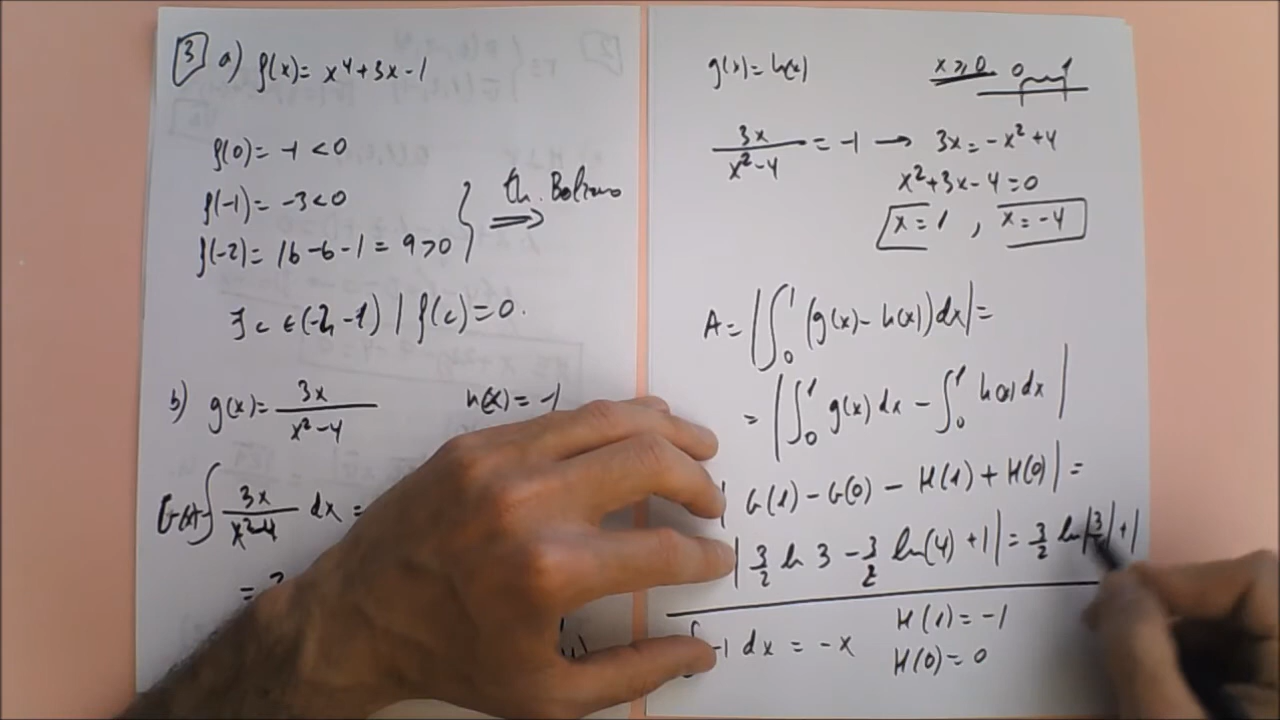 3 a) f(x) = x⁴+3x-1
f(0) = -1 < 0
f(-1) = -3 < 0
f(-2) = 16-6-1 = 9 > 0
} ⟹ th. Bolzano
∃ c ∈ (-2,-1) | f(c) = 0.
b) g(x) = 3x / (x²-4) h(x) = -1
G(x) = ∫ 3x / (x²-4) dx =
=
g(x) = h(x) x ≥ 0 0 1
3x / (x²-4) = -1 → 3x = -x²+4
x²+3x-4 = 0
x = 1 , x = -4
A = | ∫₀¹ (g(x) - h(x)) dx | =
= | ∫₀¹ g(x) dx - ∫₀¹ h(x) dx |
| G(1) - G(0) - H(1) + H(0) | =
| 3/2 ln 3 - 3/2 ln(4) + 1 | = 3/2 ln | 3/ | + 1
∫ -1 dx = -x H(1) = -1
H(0) = 0